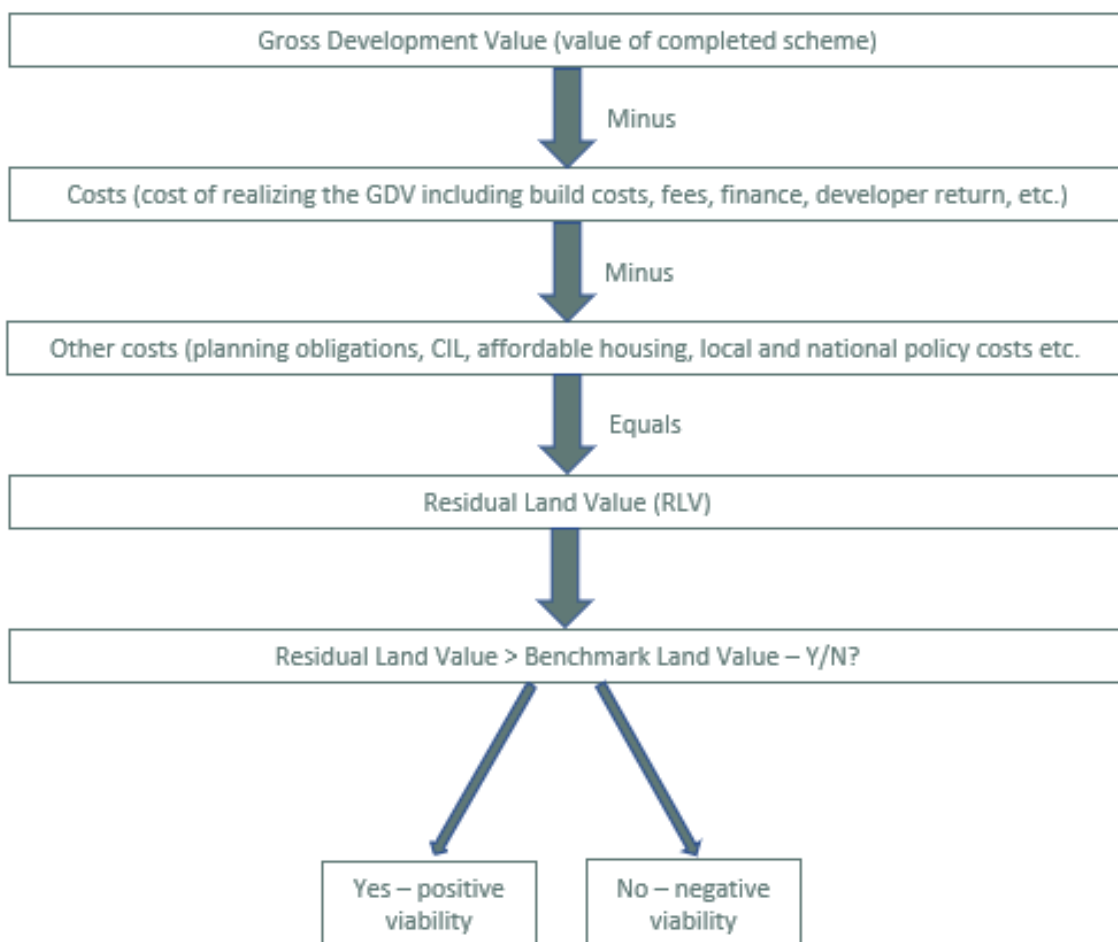 Gross Development Value (value of completed scheme)
Minus
Costs (cost of realizing the GDV including build costs, fees, finance, developer return, etc.)
Minus
Other costs (planning obligations, CIL, affordable housing, local and national policy costs etc.
Equals
Residual Land Value (RLV)
Residual Land Value > Benchmark Land Value – Y/N?
Yes – positive
viability
No – negative
viability